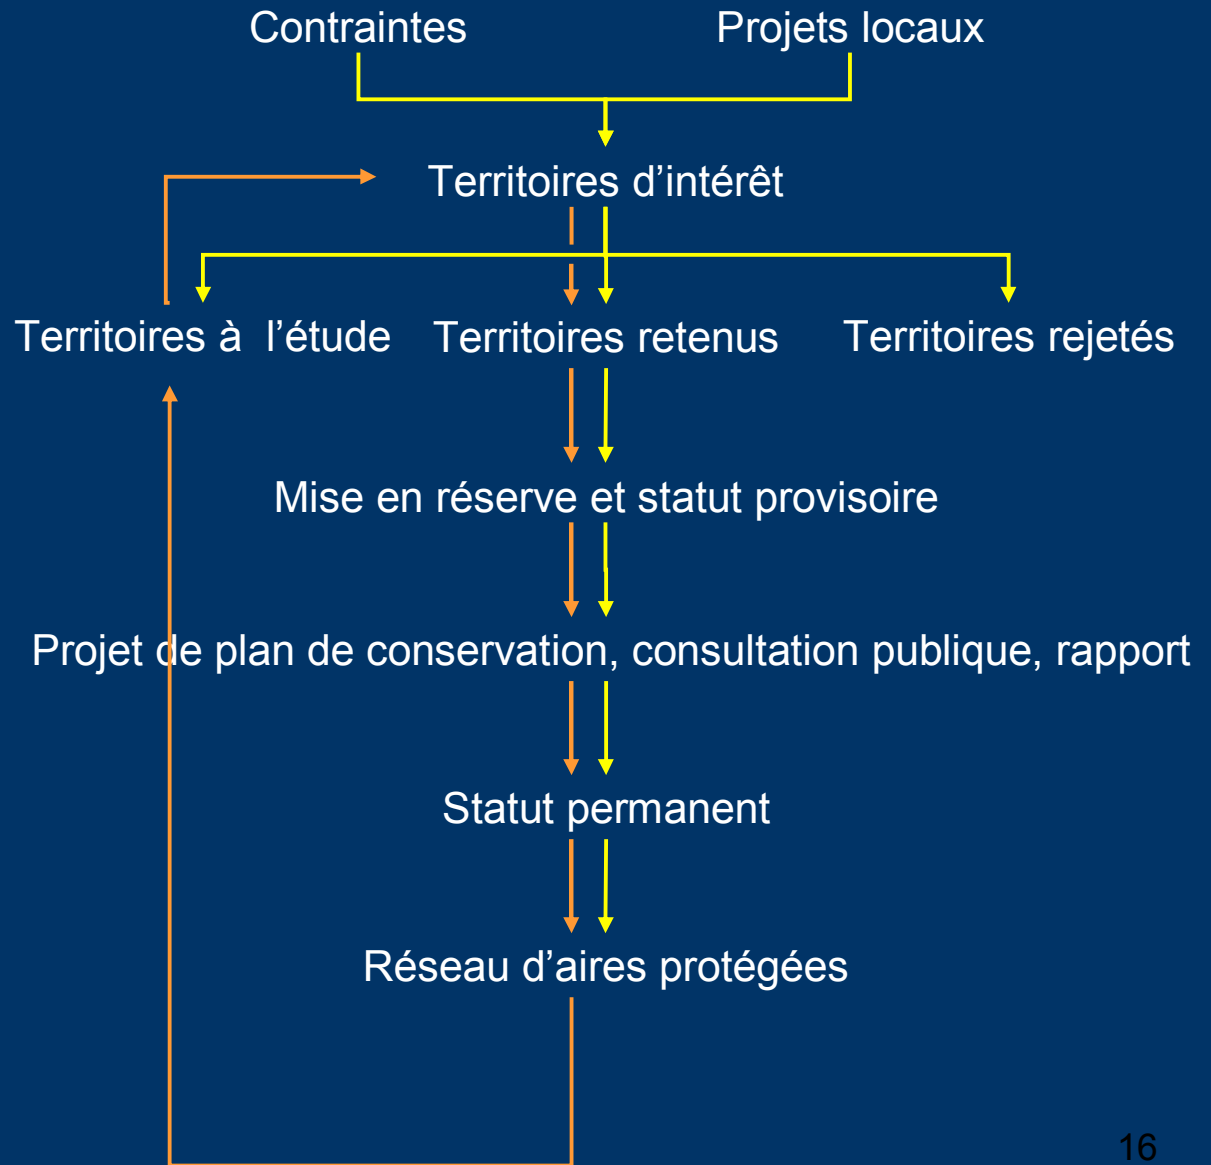 Contraintes
Projets locaux
Territoires d’intérêt
Territoires à l’étude
Territoires retenus
Territoires rejetés
Mise en réserve et statut provisoire
Projet de plan de conservation, consultation publique, rapport
Statut permanent
Réseau d’aires protégées
16